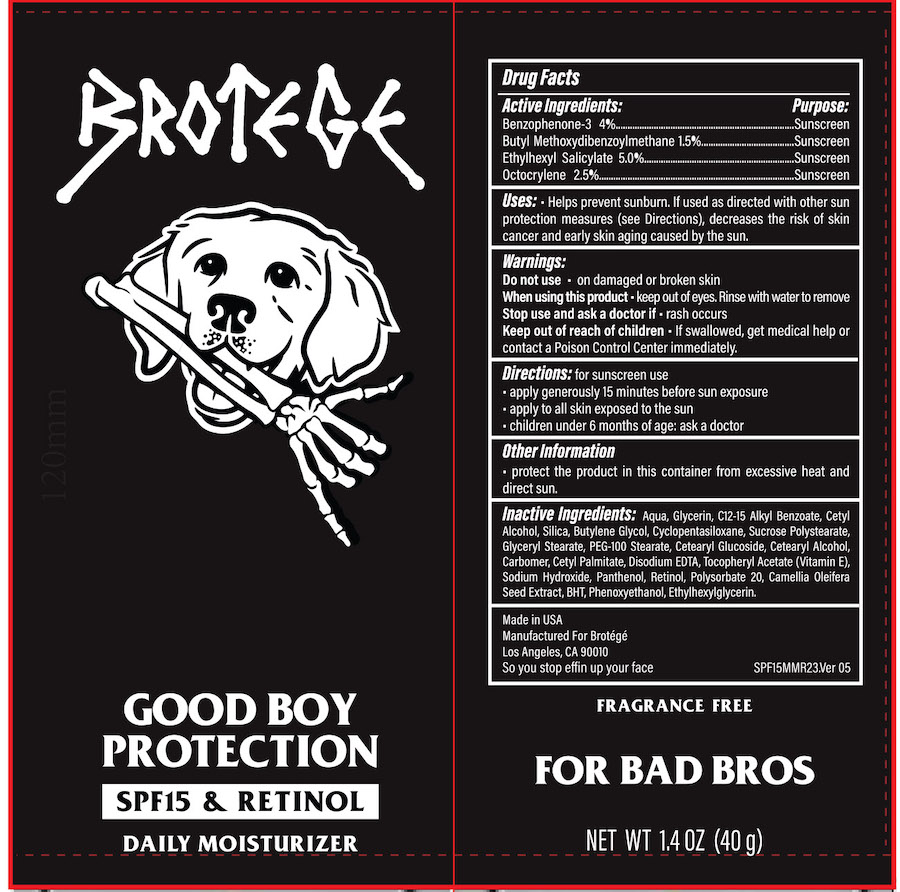 BROTEGE
120mm
GOOD BOY
PROTECTION
SPF15 & RETINOL
DAILY MOISTURIZER
Drug Facts
Active Ingredients: Purpose:
Benzophenone-3 4%..........Sunscreen
Butyl Methoxydibenzoylmethane 1.5%..........Sunscreen
Ethylhexyl Salicylate 5.0%..........Sunscreen
Octocrylene 2.5%..........Sunscreen
Uses: • Helps prevent sunburn. If used as directed with other sun
protection measures (see Directions), decreases the risk of skin
cancer and early skin aging caused by the sun.
Warnings:
Do not use • on damaged or broken skin
When using this product • keep out of eyes. Rinse with water to remove
Stop use and ask a doctor if • rash occurs
Keep out of reach of children • If swallowed, get medical help or
contact a Poison Control Center immediately.
Directions: for sunscreen use
• apply generously 15 minutes before sun exposure
• apply to all skin exposed to the sun
• children under 6 months of age: ask a doctor
Other Information
• protect the product in this container from excessive heat and
direct sun.
Inactive Ingredients: Aqua, Glycerin, C12-15 Alkyl Benzoate, Cetyl
Alcohol, Silica, Butylene Glycol, Cyclopentasiloxane, Sucrose Polystearate,
Glyceryl Stearate, PEG-100 Stearate, Cetearyl Glucoside, Cetearyl Alcohol,
Carbomer, Cetyl Palmitate, Disodium EDTA, Tocopheryl Acetate (Vitamin E),
Sodium Hydroxide, Panthenol, Retinol, Polysorbate 20, Camellia Oleifera
Seed Extract, BHT, Phenoxyethanol, Ethylhexylglycerin.
Made in USA
Manufactured For Brotégé
Los Angeles, CA 90010
So you stop effin up your face SPF15MMR23.Ver 05
FRAGRANCE FREE
FOR BAD BROS
NET WT 1.4 OZ (40 g)